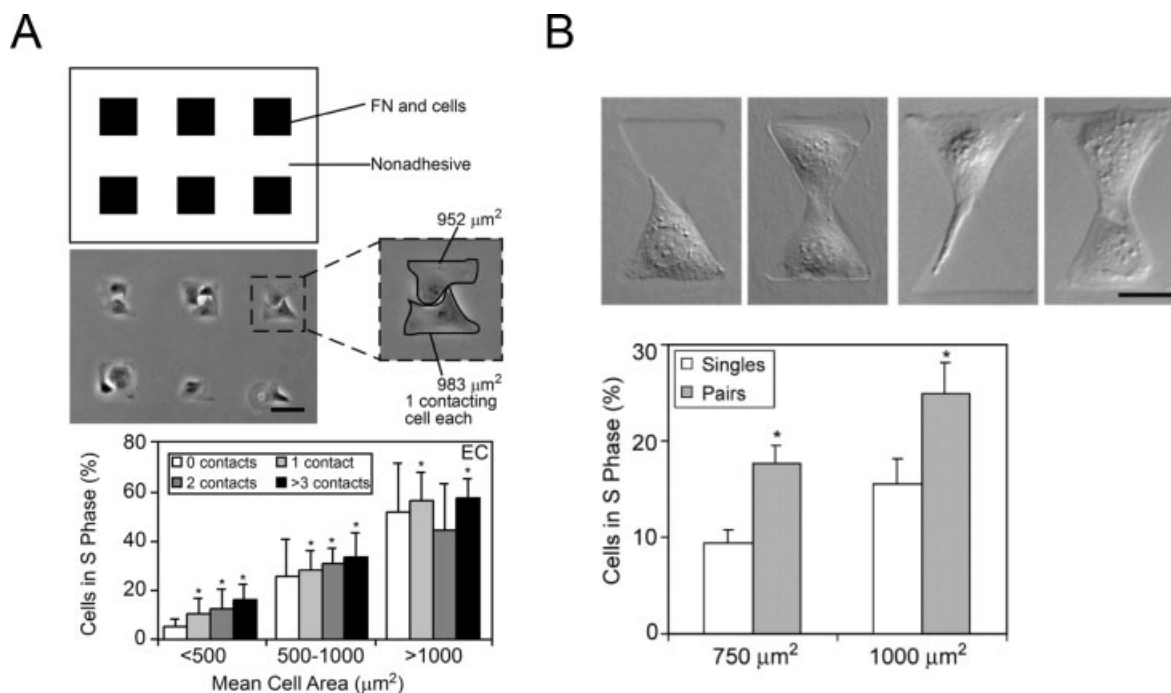 A
FN and cells
Nonadhesive
952 μm²
983 μm²
1 contacting
cell each
Cells in S Phase (%)
80
60
40
20
0
EC
0 contacts 1 contact
2 contacts >3 contacts
* * * * * * * *
<500 500-1000 >1000
Mean Cell Area (μm²)
B
Cells in S Phase (%)
30
20
10
0
Singles
Pairs
* *
750 μm² 1000 μm²